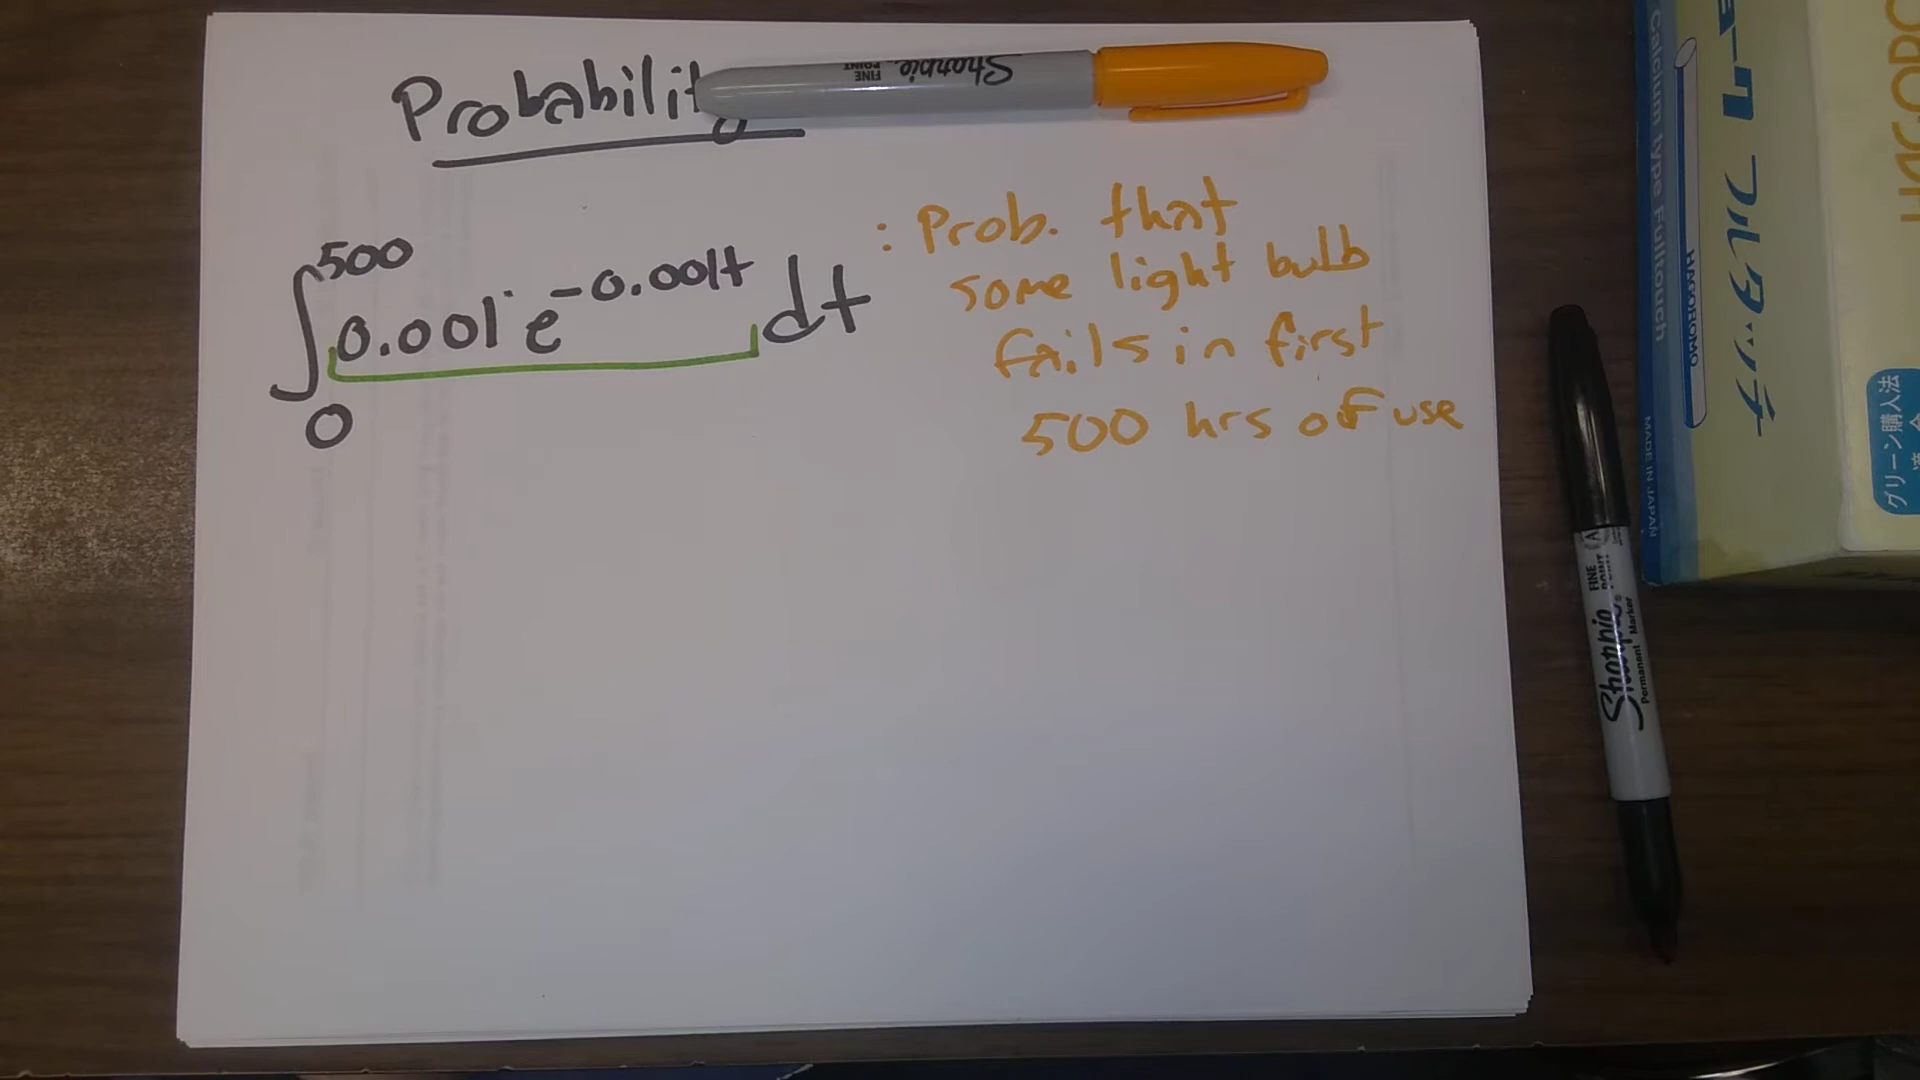 Probability
∫₀⁵⁰⁰ 0.001 e^{-0.001t} dt
: Prob. that
some light bulb
fails in first
500 hrs of use
Sharpie
FINE
POINT
Sharpie
FINE
POINT
Permanent Marker
フルタッチ
Calcium type Fulltouch
HAGOROMO
MADE IN JAPAN
グリーン購入法